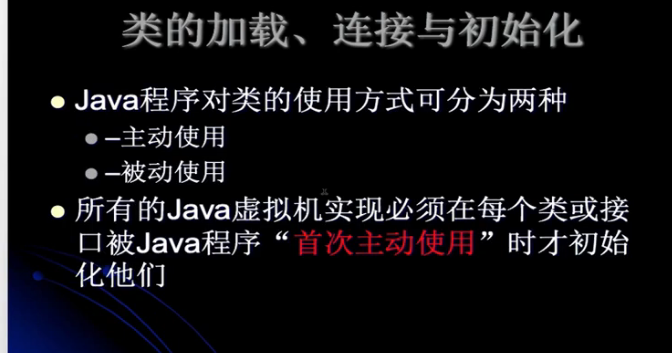 类的加载、连接与初始化
Java程序对类的使用方式可分为两种
–主动使用
–被动使用
所有的Java虚拟机实现必须在每个类或接
口被Java程序“首次主动使用”时才初始
化他们